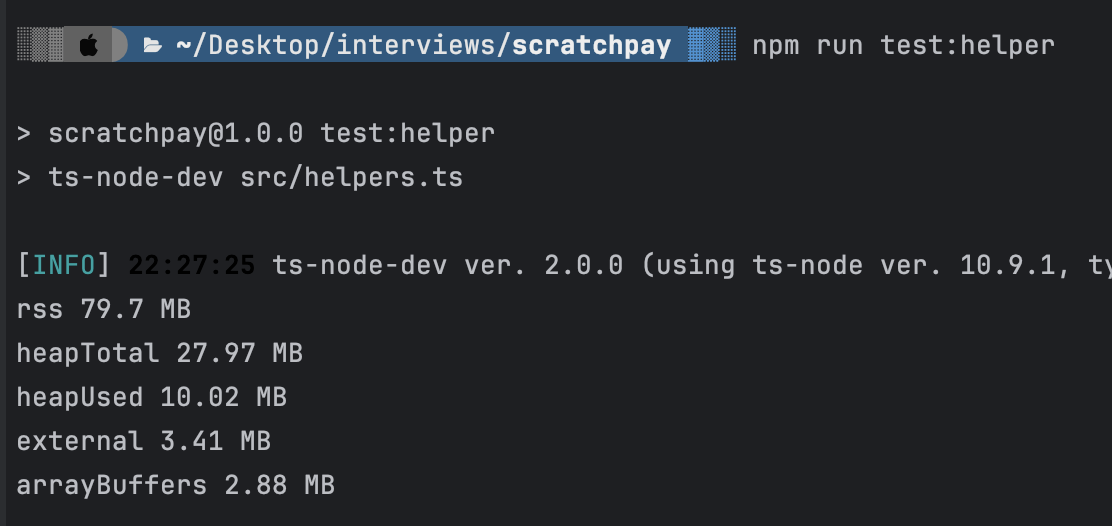 ~/Desktop/interviews/scratchpay npm run test:helper
> scratchpay@1.0.0 test:helper
> ts-node-dev src/helpers.ts
[INFO] 22:27:25 ts-node-dev ver. 2.0.0 (using ts-node ver. 10.9.1, ty
rss 79.7 MB
heapTotal 27.97 MB
heapUsed 10.02 MB
external 3.41 MB
arrayBuffers 2.88 MB